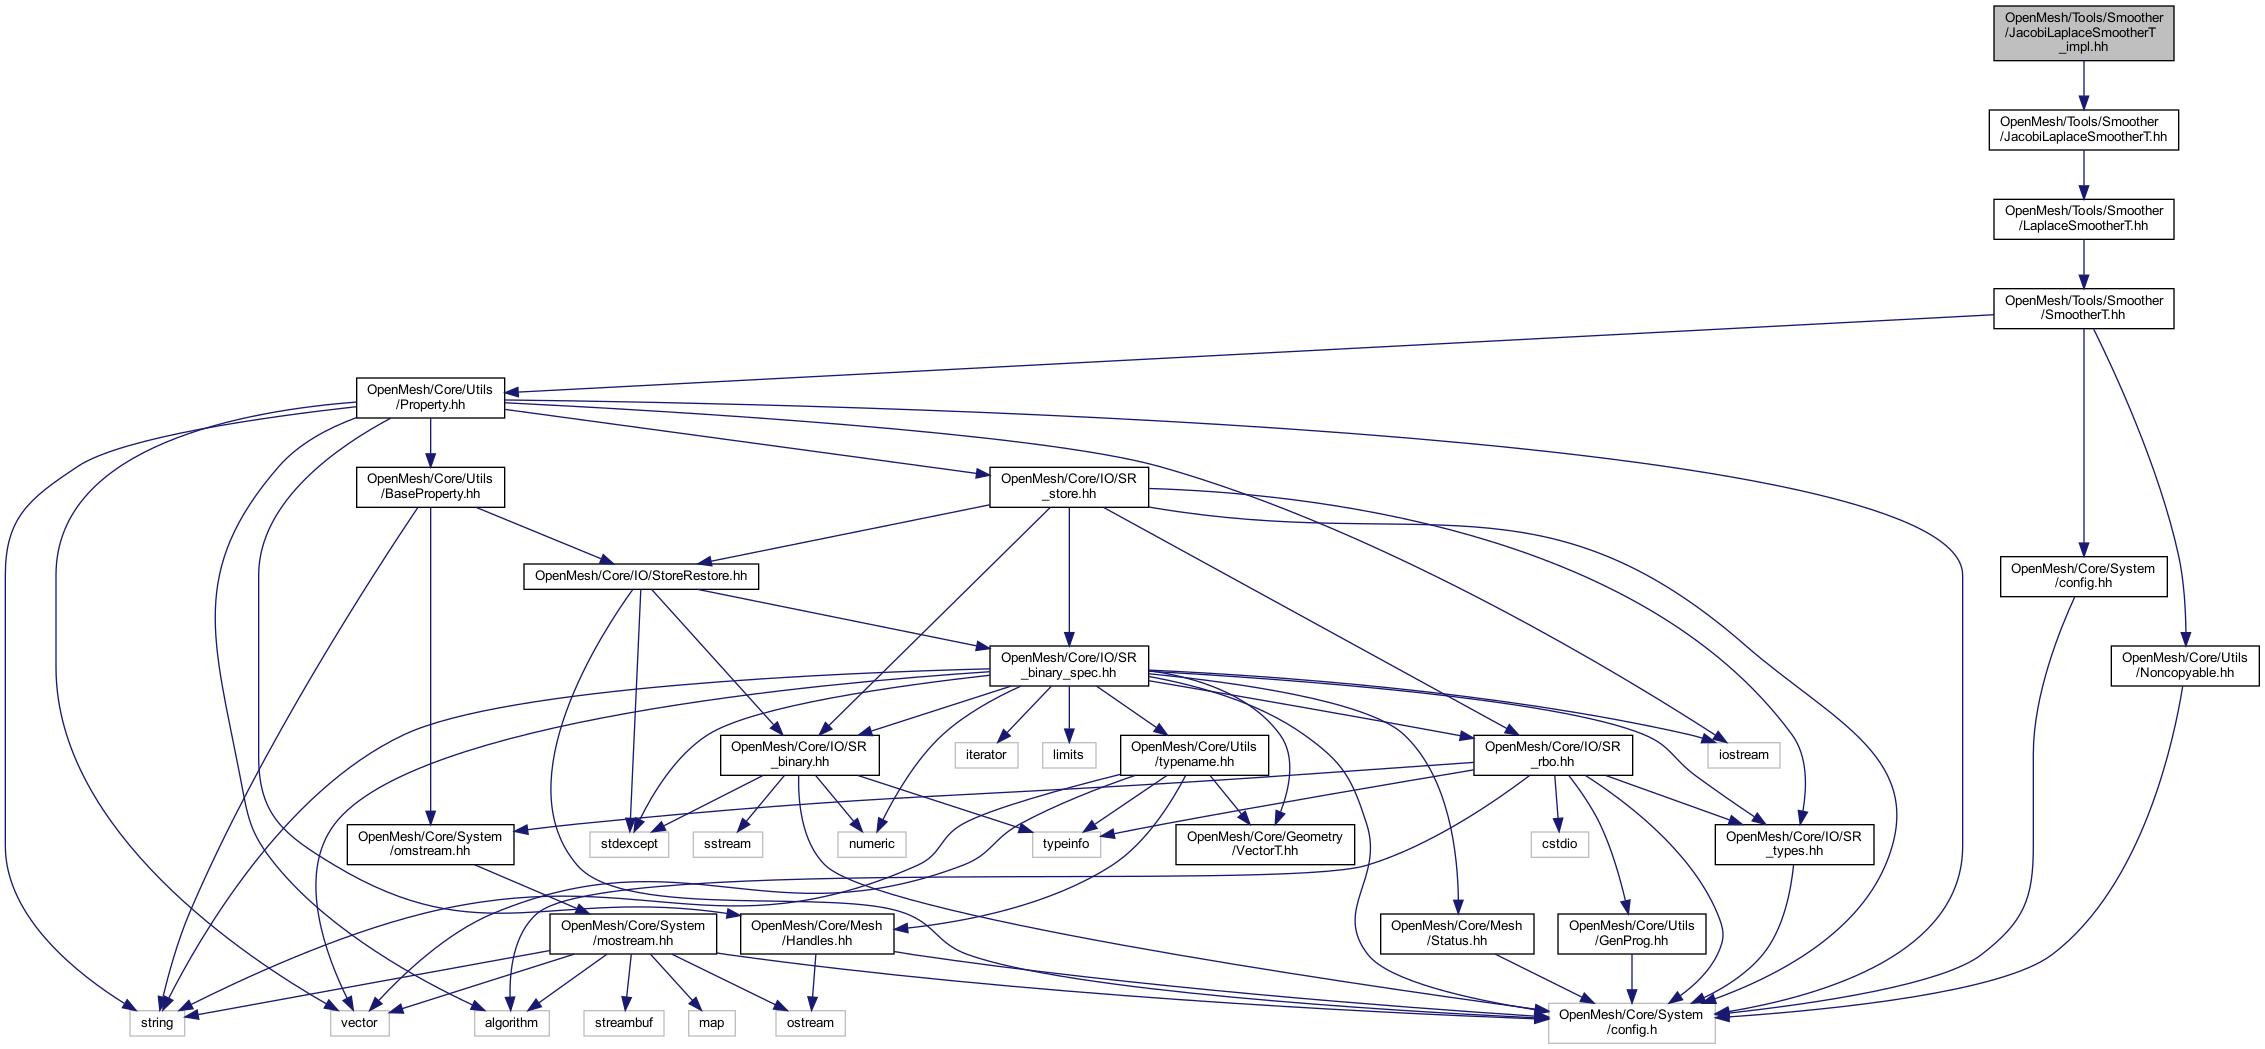 OpenMesh/Tools/Smoother
/JacobiLaplaceSmootherT
_impl.hh
OpenMesh/Tools/Smoother
/JacobiLaplaceSmootherT.hh
OpenMesh/Tools/Smoother
/LaplaceSmootherT.hh
OpenMesh/Tools/Smoother
/SmootherT.hh
OpenMesh/Core/Utils
/Property.hh
OpenMesh/Core/Utils
/BaseProperty.hh
OpenMesh/Core/IO/SR
_store.hh
OpenMesh/Core/IO/StoreRestore.hh
OpenMesh/Core/System
/config.hh
OpenMesh/Core/IO/SR
_binary_spec.hh
OpenMesh/Core/Utils
/Noncopyable.hh
OpenMesh/Core/IO/SR
_binary.hh
iterator
limits
OpenMesh/Core/Utils
/typename.hh
OpenMesh/Core/IO/SR
_rbo.hh
iostream
OpenMesh/Core/System
/omstream.hh
stdexcept
sstream
numeric
typeinfo
OpenMesh/Core/Geometry
/VectorT.hh
cstdio
OpenMesh/Core/IO/SR
_types.hh
OpenMesh/Core/System
/mostream.hh
OpenMesh/Core/Mesh
/Handles.hh
OpenMesh/Core/Mesh
/Status.hh
OpenMesh/Core/Utils
/GenProg.hh
string
vector
algorithm
streambuf
map
ostream
OpenMesh/Core/System
/config.h